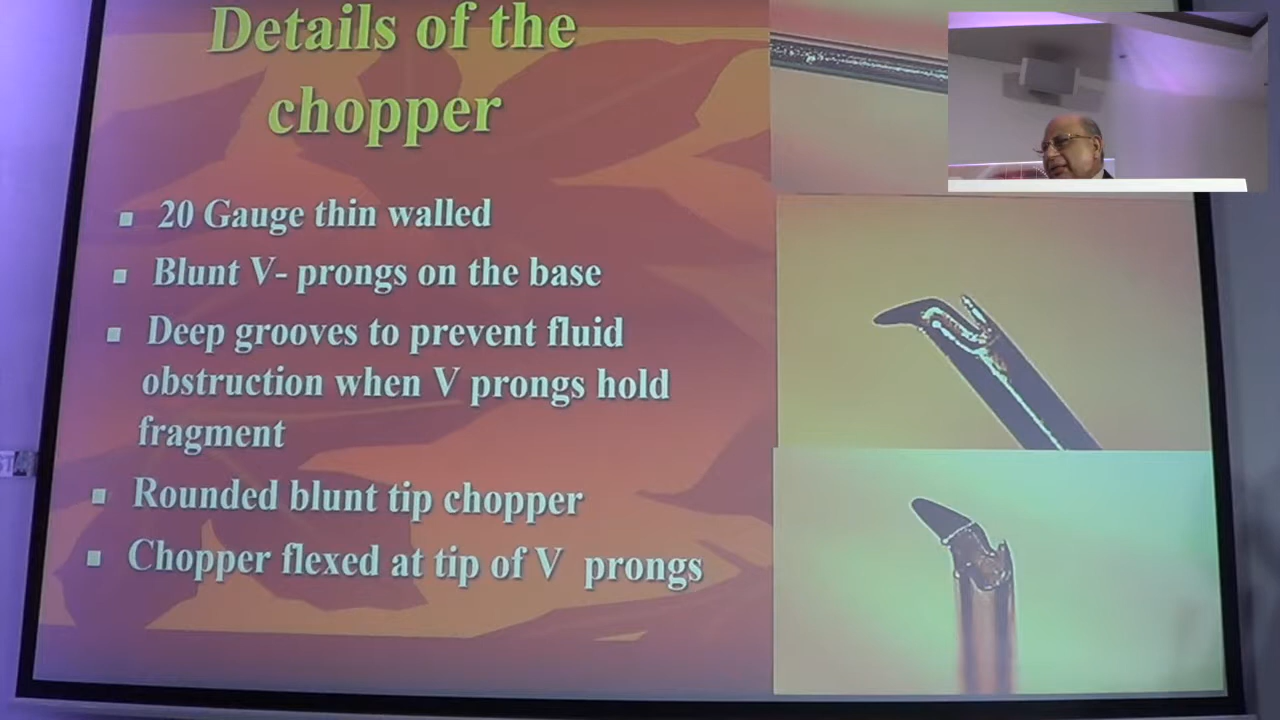 Details of the
chopper
20 Gauge thin walled
Blunt V- prongs on the base
Deep grooves to prevent fluid
obstruction when V prongs hold
fragment
Rounded blunt tip chopper
Chopper flexed at tip of V prongs